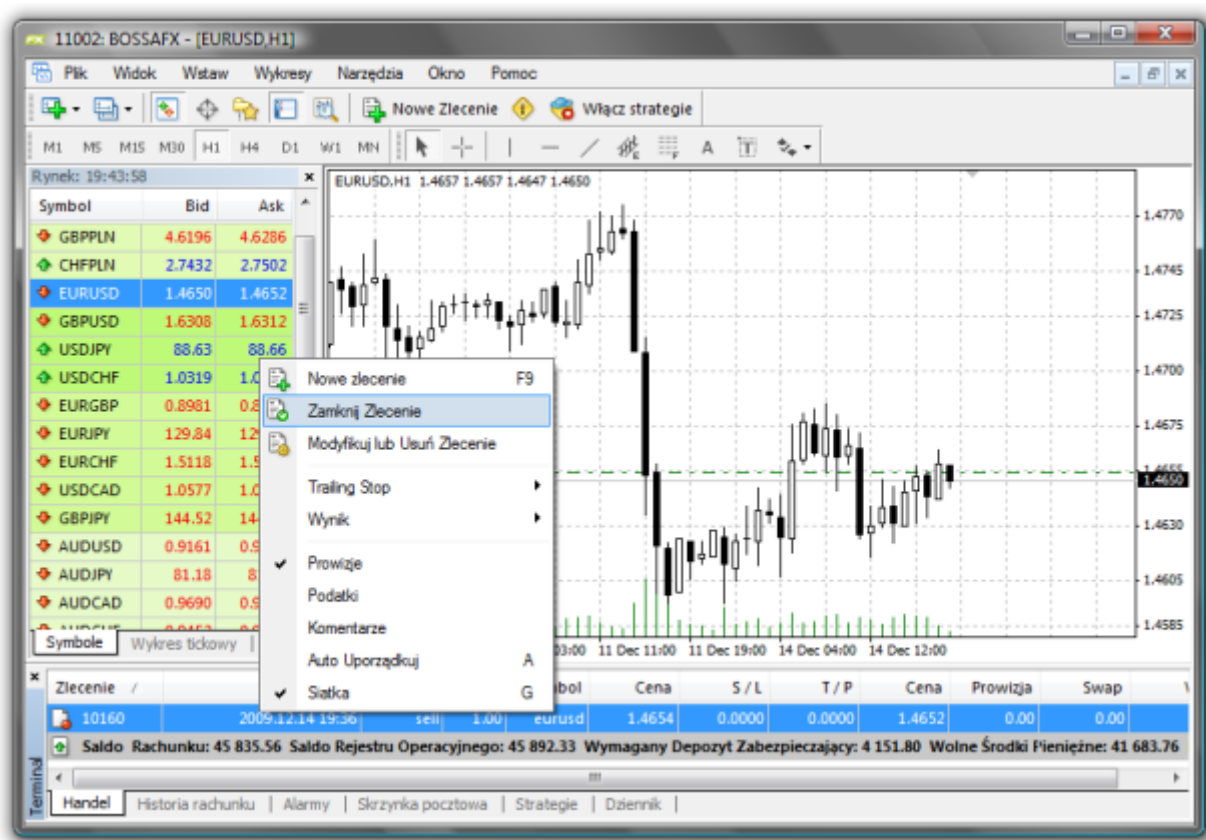 11002: BOSSAFX - [EURUSD,H1]
Plik Widok Wstaw Wykresy Narzędzia Okno Pomoc
Nowe Zlecenie Włącz strategie
M1 M5 M15 M30 H1 H4 D1 W1 MN A T
Rynek: 19:43:58
Symbol Bid Ask
GBPPLN 4.6196 4.6286
CHFPLN 2.7432 2.7502
EURUSD 1.4650 1.4652
GBPUSD 1.6308 1.6312
USDJPY 88.63 88.66
USDCHF 1.0319
EURGBP 0.8981
EURJPY 129.84
EURCHF 1.5118
USDCAD 1.0577
GBPJPY 144.52
AUDUSD 0.9161
AUDJPY 81.18
AUDCAD 0.9690
Symbole Wykres tickowy
EURUSD,H1 1.4657 1.4657 1.4647 1.4650
1.4770
1.4745
1.4725
1.4700
1.4675
1.4655
1.4650
1.4630
1.4605
1.4585
03:00 11 Dec 11:00 11 Dec 19:00 14 Dec 04:00 14 Dec 12:00
Nowe zlecenie F9
Zamknij Zlecenie
Modyfikuj lub Usuń Zlecenie
Trailing Stop
Wynik
Prowizje
Podatki
Komentarze
Auto Uporządkuj A
Siatka G
Zlecenie / Cena S / L T / P Cena Prowizja Swap
10160 2009.12.14 19:36 sell 1.00 eurusd 1.4654 0.0000 0.0000 1.4652 0.00 0.00
Saldo Rachunku: 45 835.56 Saldo Rejestru Operacyjnego: 45 892.33 Wymagany Depozyt Zabezpieczający: 4 151.80 Wolne Środki Pieniężne: 41 683.76
Terminal
Handel Historia rachunku Alarmy Skrzynka pocztowa Strategie Dziennik